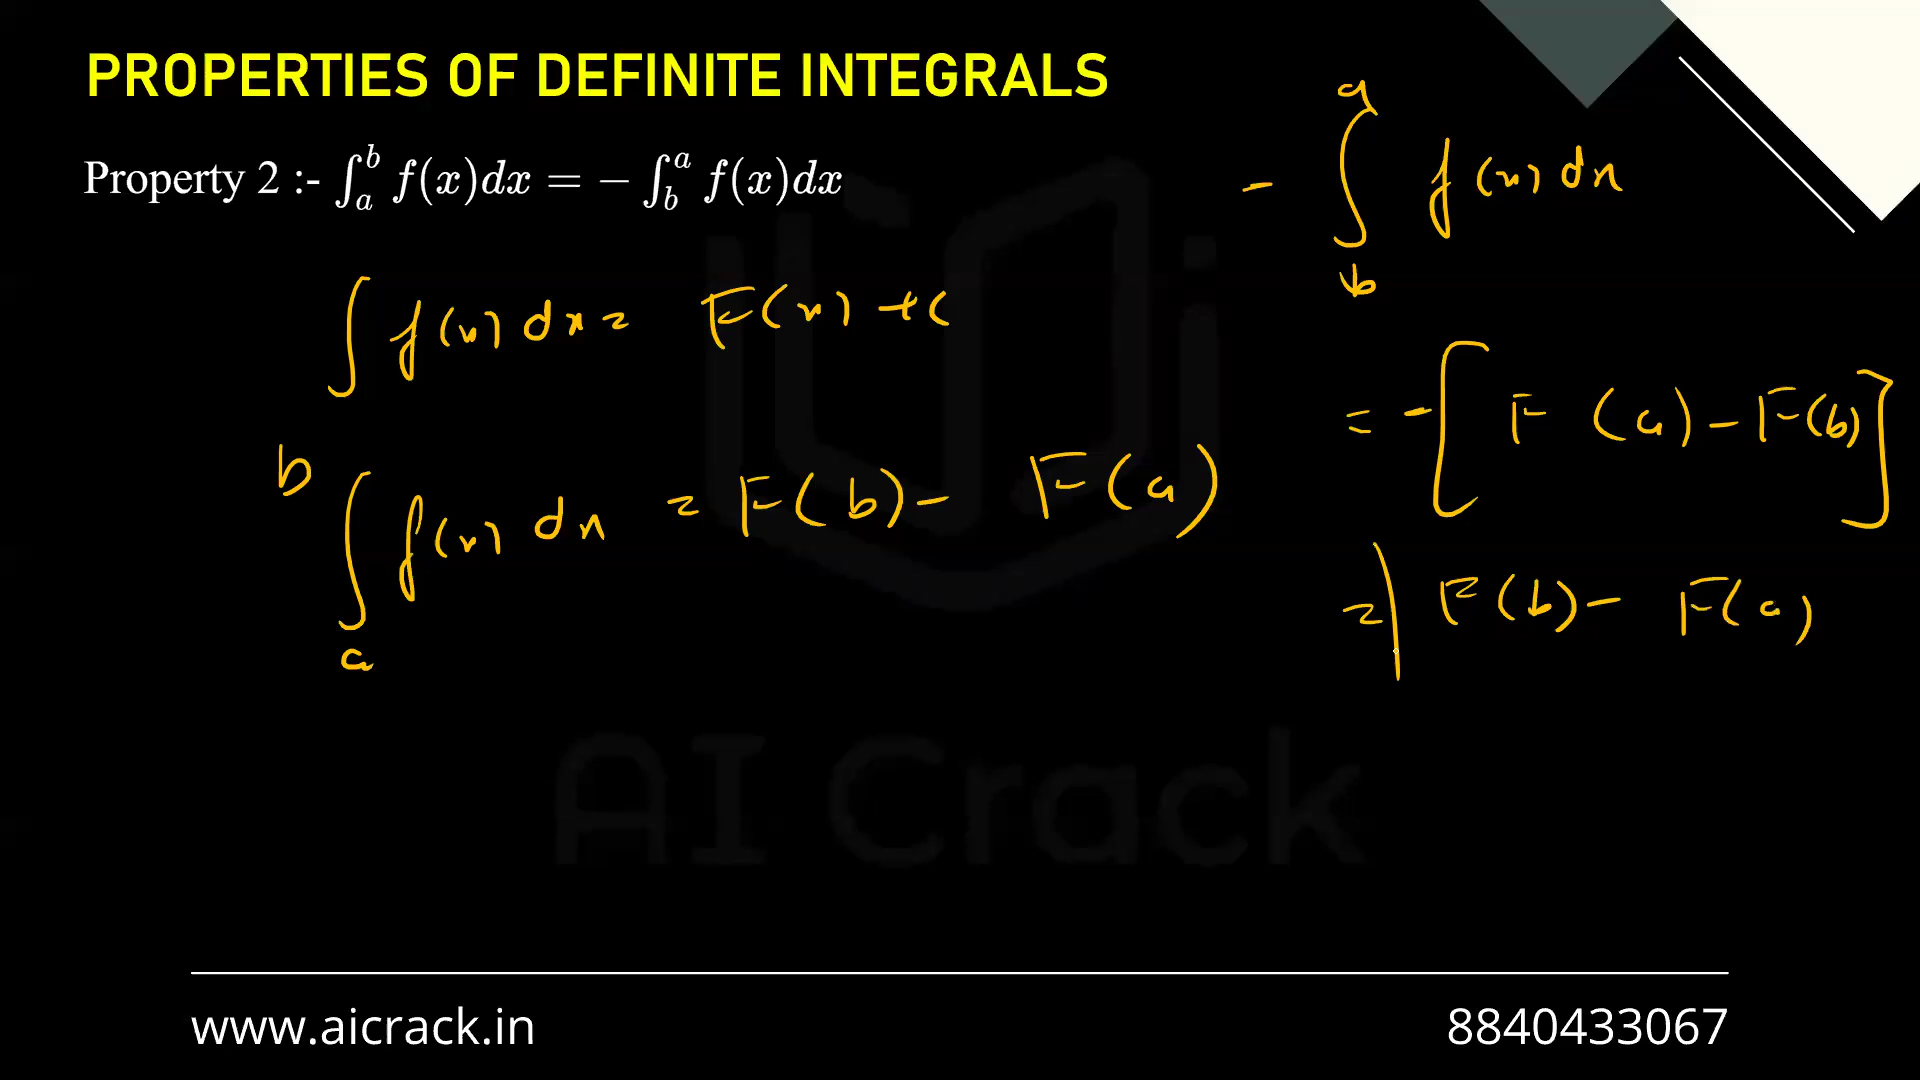 PROPERTIES OF DEFINITE INTEGRALS
Property 2 :- ∫_a^b f(x)dx = − ∫_b^a f(x)dx
∫ f(x) dx = F(x) + C
∫_a^b f(x) dx = F(b) − F(a)
− ∫_b^a f(x) dx
= − [ F (a) − F(b) ]
= F(b) − F(a)
AI Crack
www.aicrack.in
8840433067